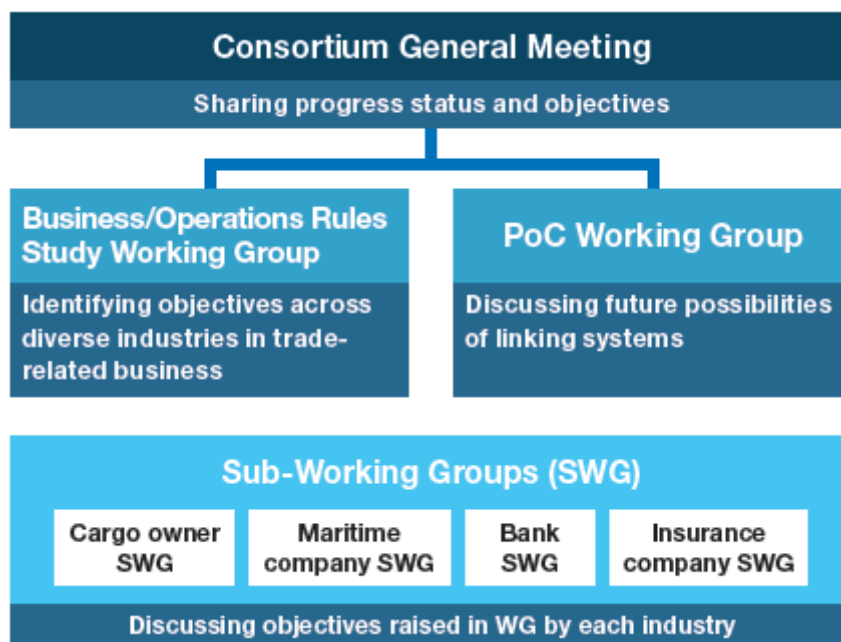 Consortium General Meeting
Sharing progress status and objectives
Business/Operations Rules
Study Working Group
Identifying objectives across
diverse industries in trade-
related business
PoC Working Group
Discussing future possibilities
of linking systems
Sub-Working Groups (SWG)
Cargo owner
SWG
Maritime
company SWG
Bank
SWG
Insurance
company SWG
Discussing objectives raised in WG by each industry